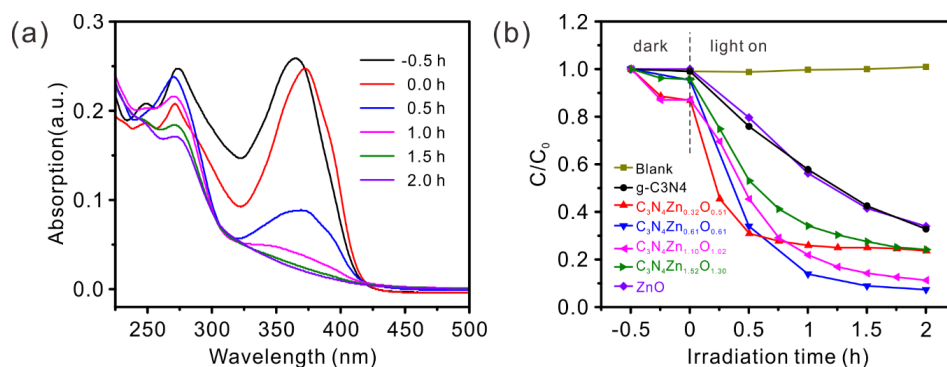 (a)
0.3
0.2
0.1
0.0
Absorption(a.u.)
250 300 350 400 450 500
Wavelength (nm)
-0.5 h
0.0 h
0.5 h
1.0 h
1.5 h
2.0 h
(b)
dark light on
1.2
1.0
0.8
0.6
0.4
0.2
0.0
C/C₀
Blank
g-C3N4
C₃N₄Zn₀.₃₂O₀.₅₁
C₃N₄Zn₀.₆₁O₀.₆₁
C₃N₄Zn₁.₁₀O₁.₀₂
C₃N₄Zn₁.₅₂O₁.₃₀
ZnO
-0.5 0 0.5 1 1.5 2
Irradiation time (h)